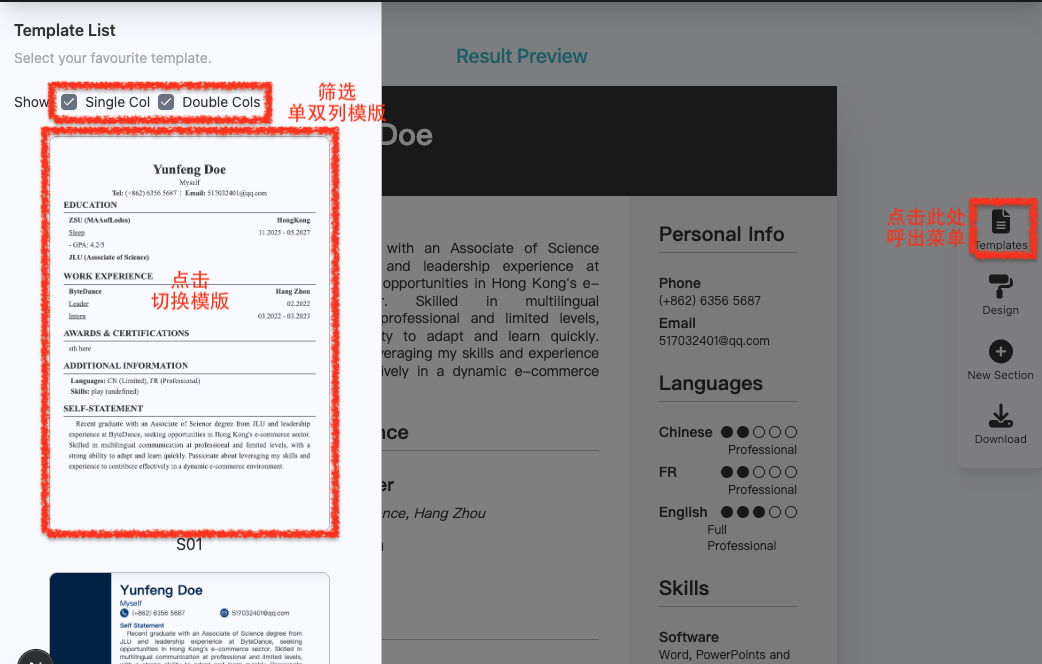 Template List
Select your favourite template.
Show
Single Col
Double Cols
筛选
单双列模版
Yunfeng Doe
Myself
Tel: (+862) 6356 5687 | Email: 517032401@qq.com
EDUCATION
ZSU (MAAofLodes) HongKong
Sleep 11.2025 - 05.2027
- GPA: 4.2/5
JLU (Associate of Science)
WORK EXPERIENCE
ByteDance Hang Zhou
Leader 02.2022
Intern 03.2022 - 03.2023
点击
切换模版
AWARDS & CERTIFICATIONS
sth here
ADDITIONAL INFORMATION
Languages: CN (Limited), FR (Professional)
Skills: play (undefined)
SELF-STATEMENT
Recent graduate with an Associate of Science degree from JLU and leadership
experience at ByteDance, seeking opportunities in Hong Kong's e-commerce sector.
Skilled in multilingual communication at professional and limited levels, with a
strong ability to adapt and learn quickly. Passionate about leveraging my skills and
experience to contribute effectively in a dynamic e-commerce environment.
S01
Yunfeng Doe
Myself
(+862) 6356 5687 517032401@qq.com
Self Statement
Recent graduate with an Associate of Science degree from
JLU and leadership experience at ByteDance, seeking
opportunities in Hong Kong's e-commerce sector. Skilled in
multilingual communication at professional and limited levels,
with a strong ability to adapt and learn quickly. Passionate
Result Preview
Doe
with an Associate of Science
and leadership experience at
opportunities in Hong Kong's e-
r. Skilled in multilingual
professional and limited levels,
ty to adapt and learn quickly.
veraging my skills and experience
ively in a dynamic e-commerce
nce
er
nce, Hang Zhou
Personal Info
Phone
(+862) 6356 5687
Email
517032401@qq.com
Languages
Chinese
Professional
FR
Professional
English
Full
Professional
Skills
Software
Word, PowerPoints and
点击此处
呼出菜单
Templates
Design
New Section
Download